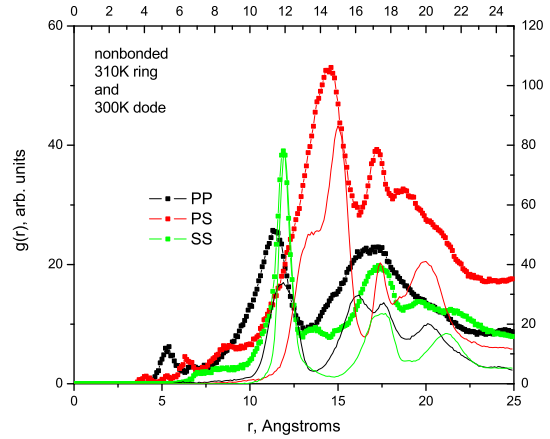 0 2 4 6 8 10 12 14 16 18 20 22 24
60 120
nonbonded
310K ring
and
300K dode
100
40 80
PP
PS
SS
60
20 40
20
0 0
0 5 10 15 20 25
g(r), arb. units
r, Angstroms